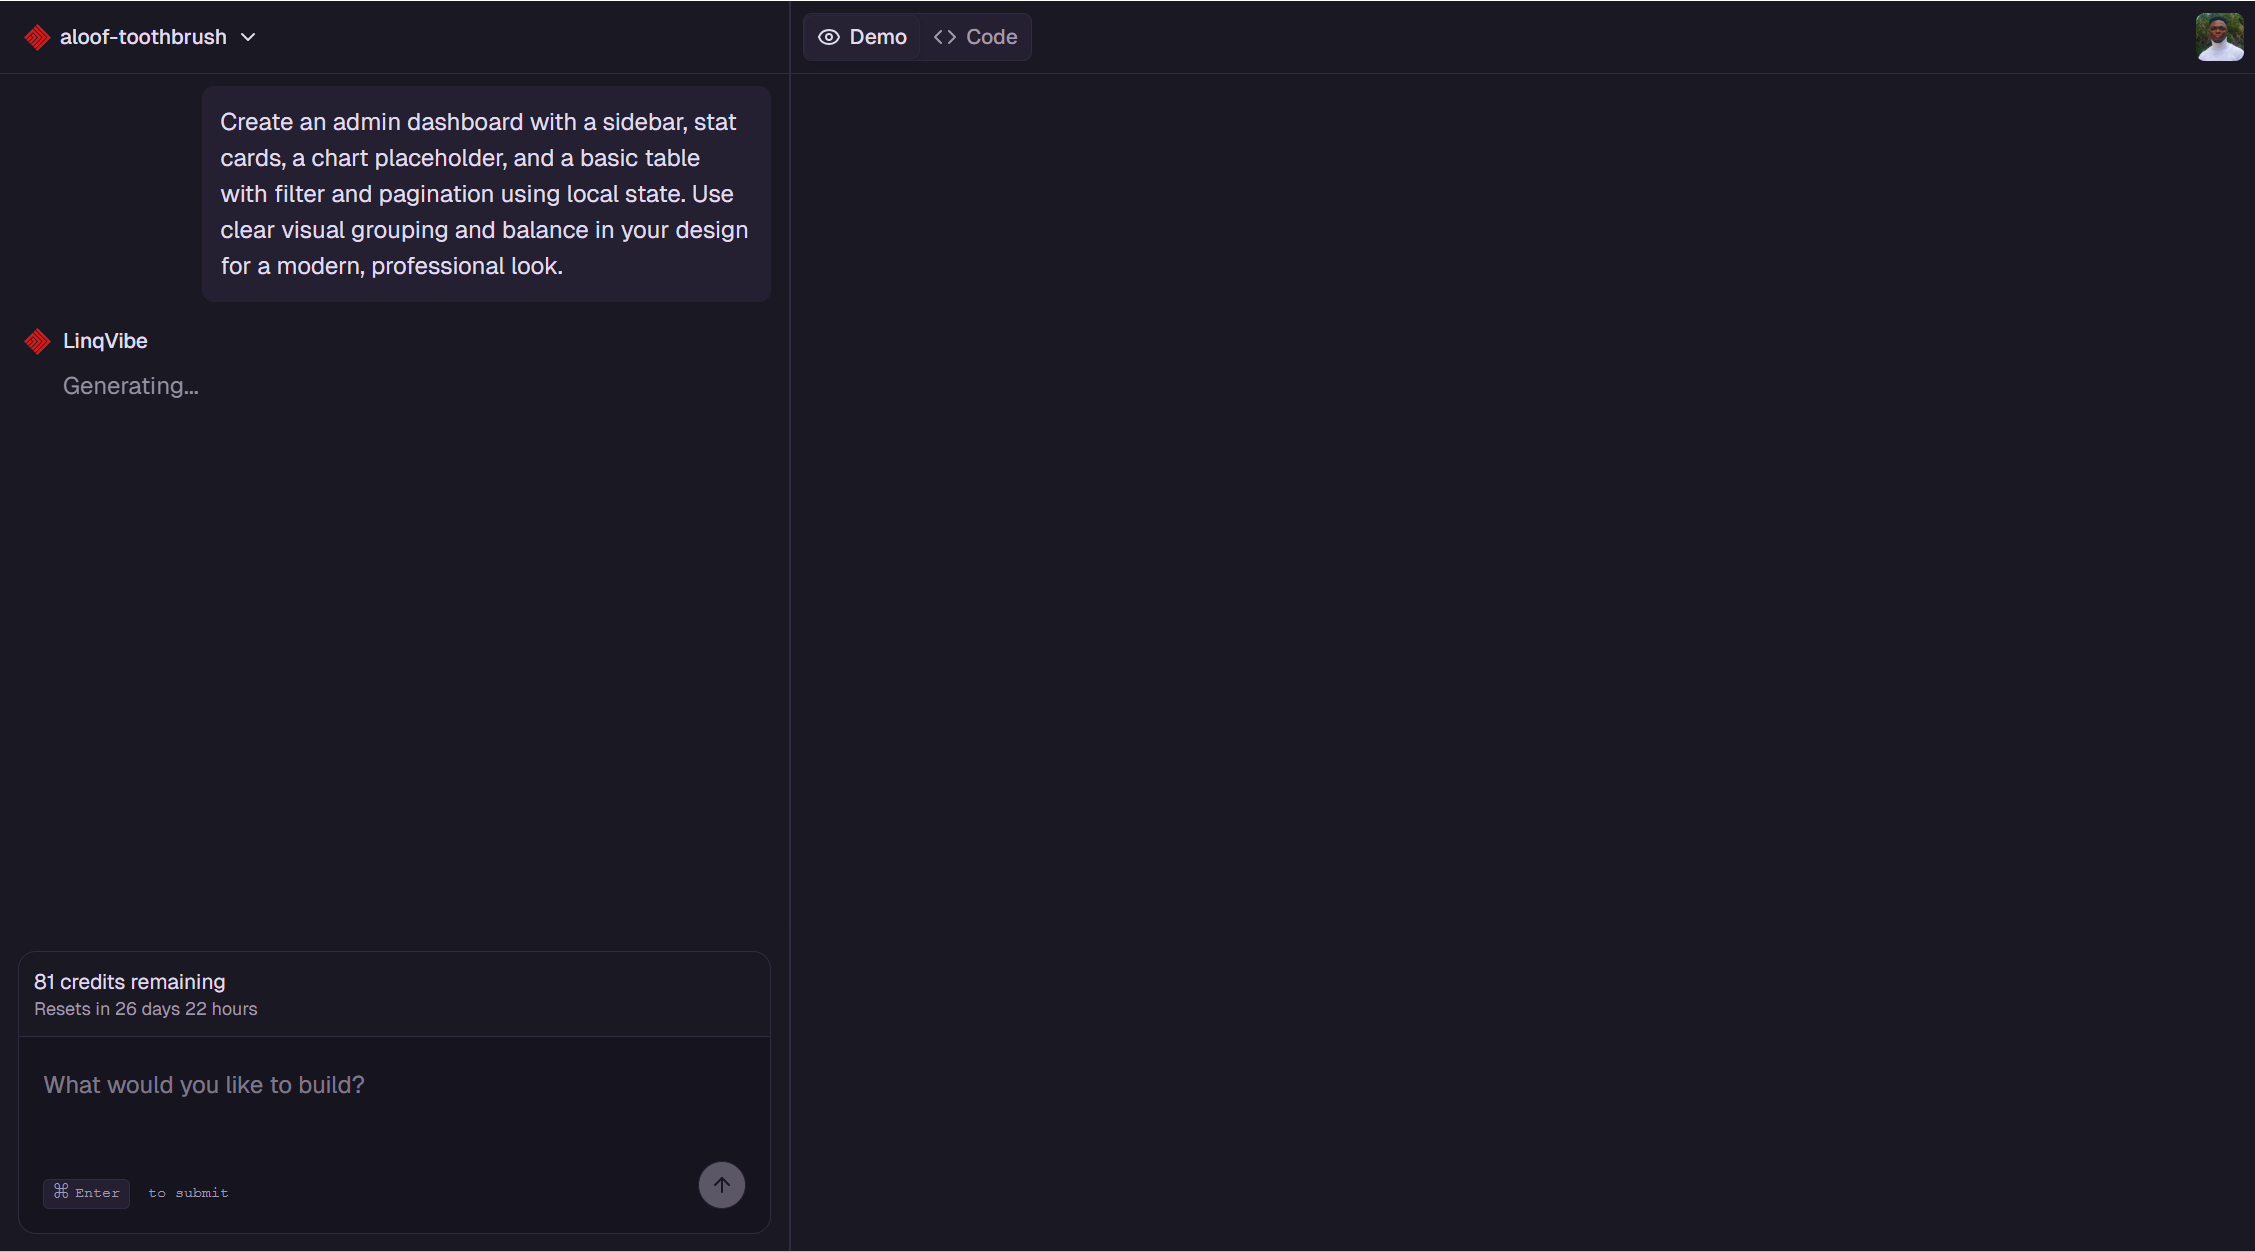 aloof-toothbrush
Demo
Code
Create an admin dashboard with a sidebar, stat
cards, a chart placeholder, and a basic table
with filter and pagination using local state. Use
clear visual grouping and balance in your design
for a modern, professional look.
LinqVibe
Generating...
81 credits remaining
Resets in 26 days 22 hours
What would you like to build?
⌘ Enter to submit